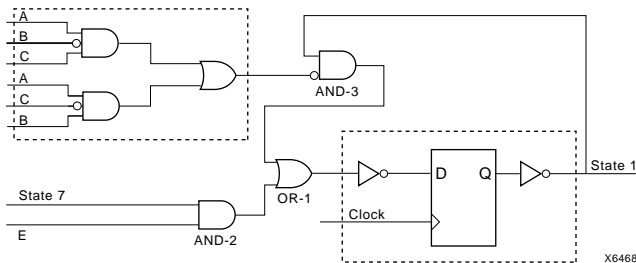 A
B
C
A
C
B
AND-3
State 1
D Q
OR-1
Clock
State 7
E
AND-2
X6468